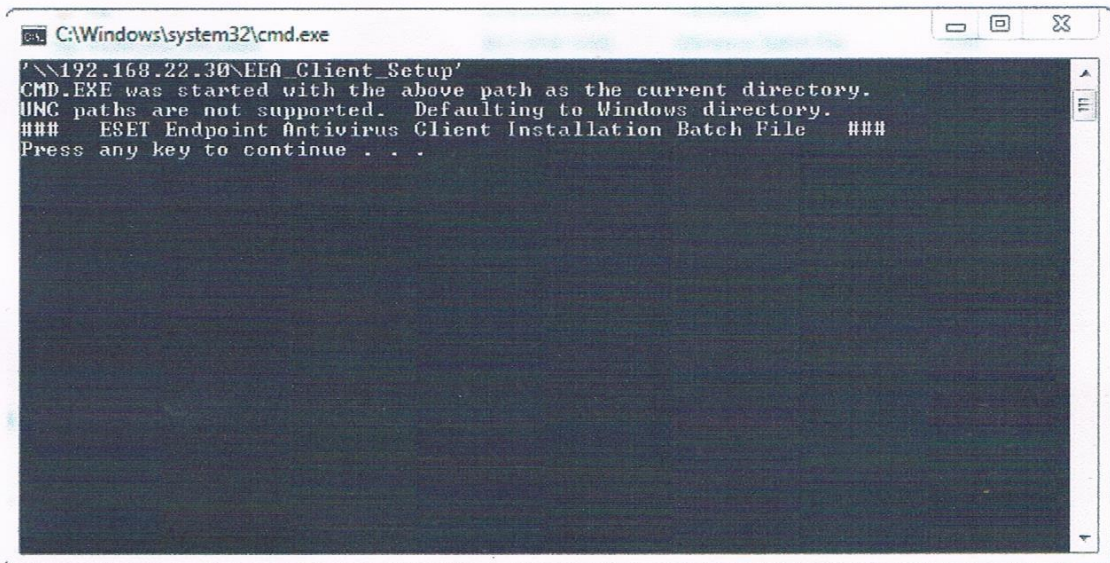 C:\Windows\system32\cmd.exe
'\\192.168.22.30\EEA_Client_Setup'
CMD.EXE was started with the above path as the current directory.
UNC paths are not supported.  Defaulting to Windows directory.
###   ESET Endpoint Antivirus Client Installation Batch File   ###
Press any key to continue . . .